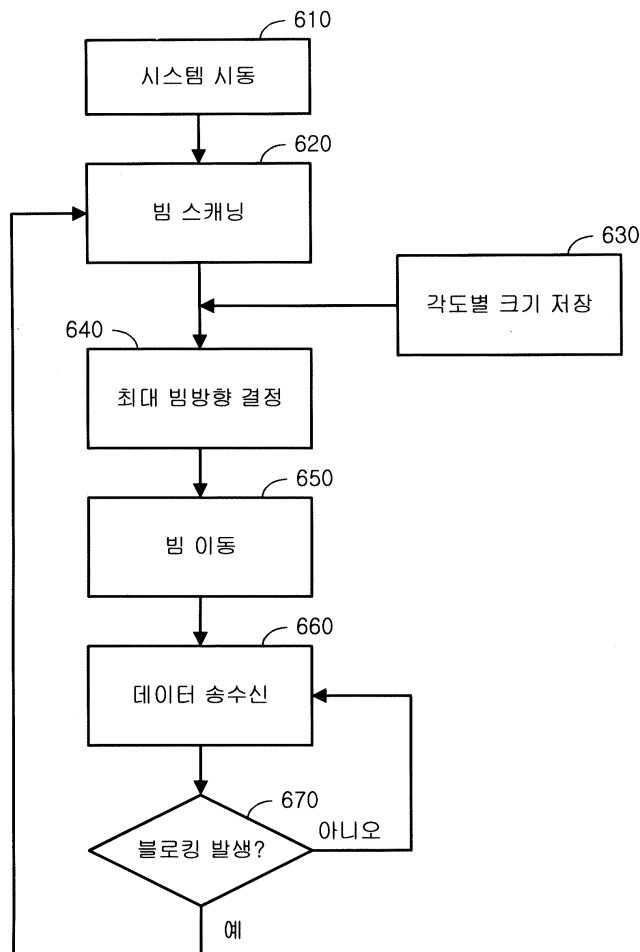 610
시스템 시동
620
빔 스캐닝
630
각도별 크기 저장
640
최대 빔방향 결정
650
빔 이동
660
데이터 송수신
670
블로킹 발생?
아니오
예